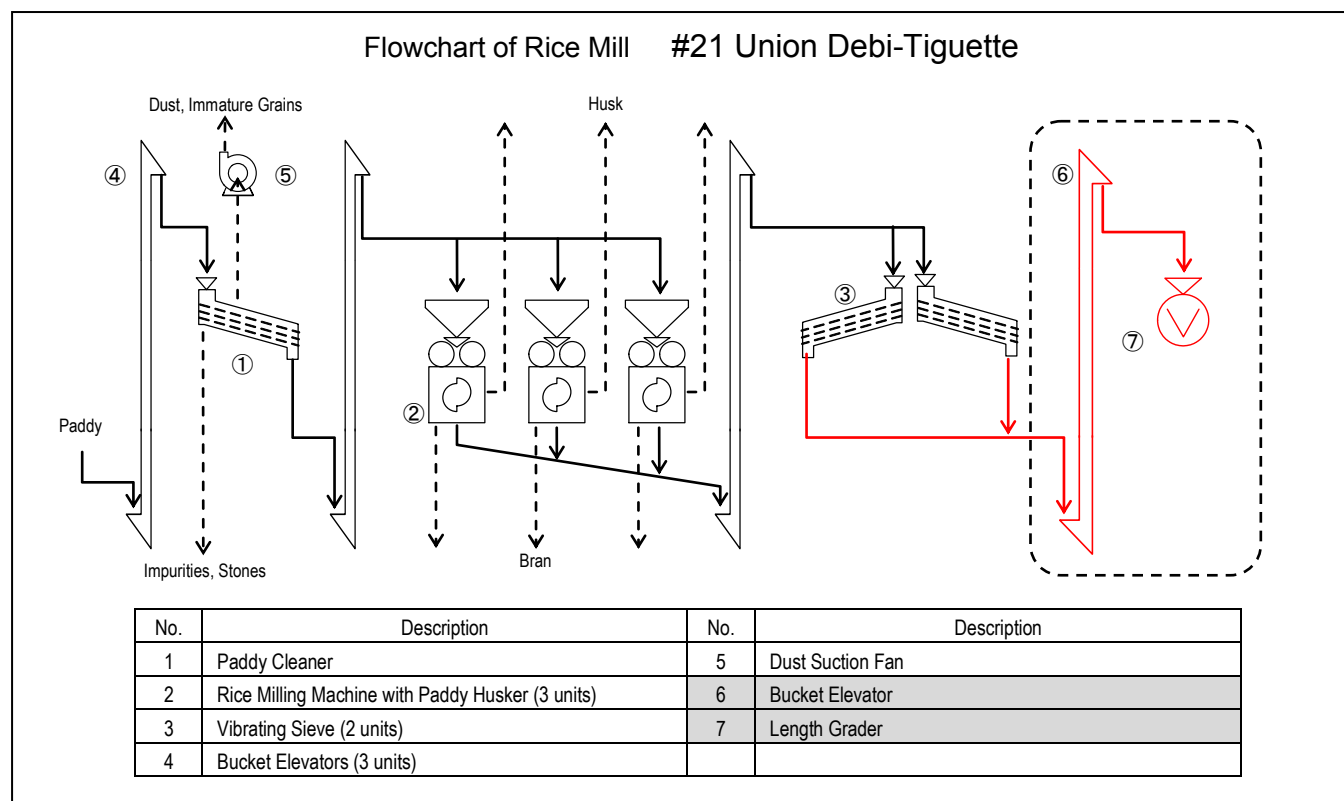 Flowchart of Rice Mill #21 Union Debi-Tiguette
Dust, Immature Grains
Husk
④
⑤
⑥
③
⑦
①
②
Paddy
Impurities, Stones
Bran
No. Description No. Description
1 Paddy Cleaner 5 Dust Suction Fan
2 Rice Milling Machine with Paddy Husker (3 units) 6 Bucket Elevator
3 Vibrating Sieve (2 units) 7 Length Grader
4 Bucket Elevators (3 units)